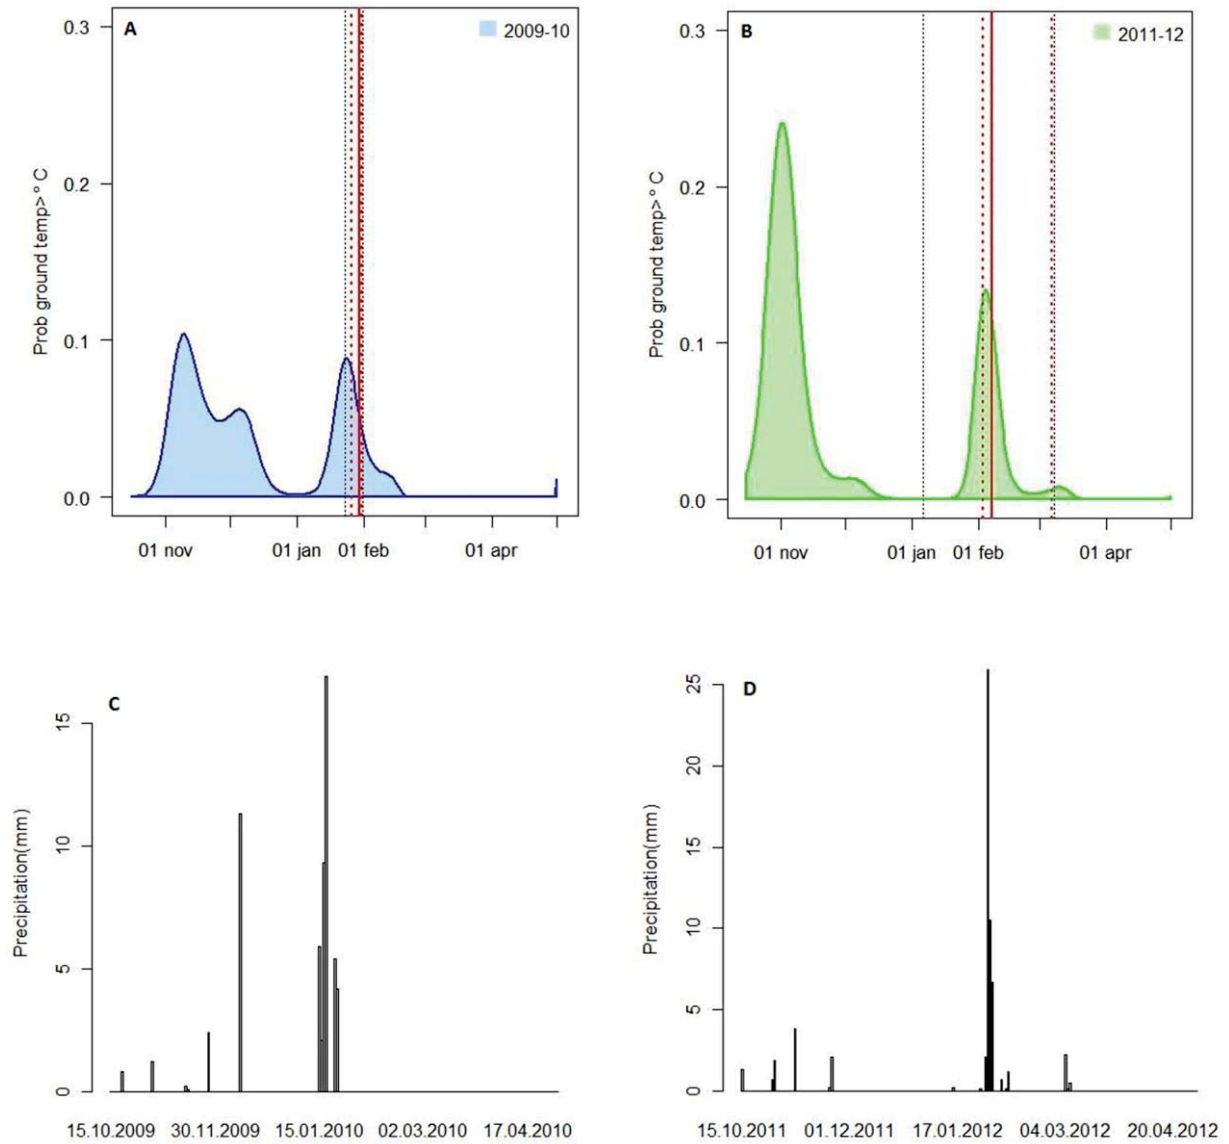 A
2009-10
0.3
0.2
0.1
0.0
Prob ground temp>° C
01 nov
01 jan
01 feb
01 apr
B
2011-12
0.3
0.2
0.1
0.0
Prob ground temp>° C
01 nov
01 jan
01 feb
01 apr
C
15
10
5
0
Precipitation(mm)
15.10.2009
30.11.2009
15.01.2010
02.03.2010
17.04.2010
D
25
20
15
10
5
0
Precipitation(mm)
15.10.2011
01.12.2011
17.01.2012
04.03.2012
20.04.2012